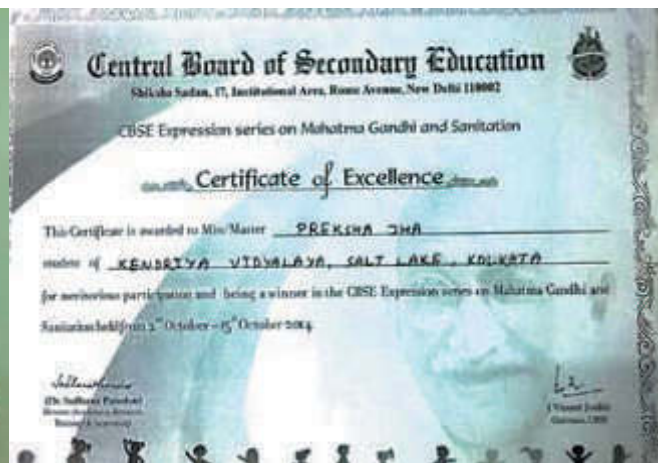 Central Board of Secondary Education
Shiksha Sadan, 17, Institutional Area, Rouse Avenue, New Delhi 110002
CBSE Expression series on Mahatma Gandhi and Sanitation
Certificate of Excellence
This Certificate is awarded to Miss/Master PREKSHA JHA
student of KENDRIYA VIDYALAYA, SALT LAKE, KOLKATA
for meritorious participation and being a winner in the CBSE Expression series on Mahatma Gandhi and
Sanitation held from 2nd October – 15th October 2014
(Dr. Sadhana Parashar)